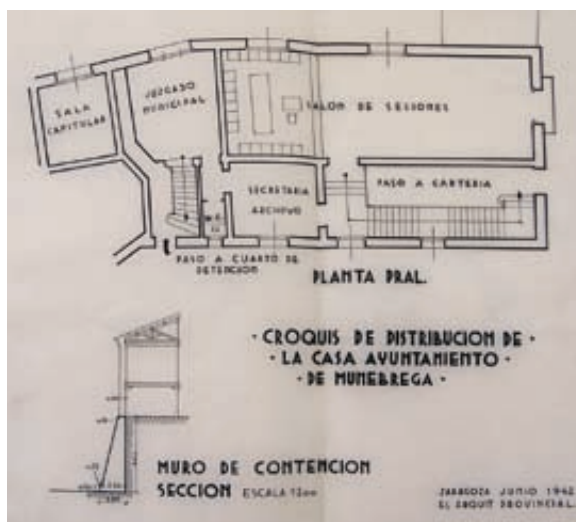 SALA
CAPITULAR
JUZGADO
MUNICIPAL
SALON DE SESIONES
SECRETARIA
ARCHIVO
PASO A CARTERIA
PASO A CUARTO DE
DETENCION
PLANTA PRAL.
· CROQUIS DE DISTRIBUCION DE ·
· LA CASA AYUNTAMIENTO ·
· DE MUNEBREGA ·
MURO DE CONTENCION
SECCION ESCALA
ZARAGOZA JUNIO 1942
EL ARQUIT. PROVINCIAL.